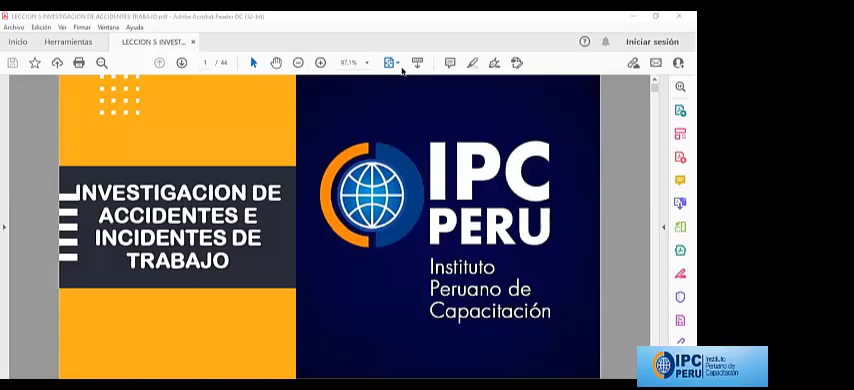 LECCION 5 INVESTIGACION DE ACCIDENTES TRABAJO.pdf - Adobe Acrobat Reader DC (32-bit)
Archivo Edición Ver Firmar Ventana Ayuda
Inicio Herramientas LECCION 5 INVEST... × Iniciar sesión
1 / 44 97,1%
INVESTIGACION DE
ACCIDENTES E
INCIDENTES DE
TRABAJO
IPC
PERU
Instituto
Peruano de
Capacitación
IPC
PERU
Instituto
Peruano de
Capacitación